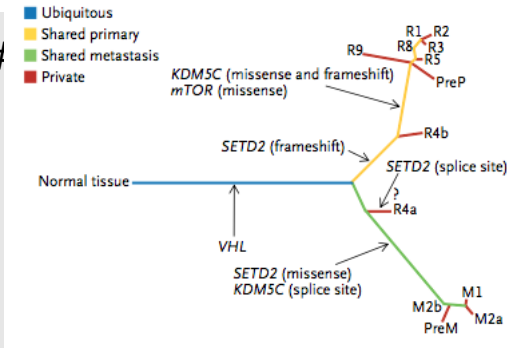 Ubiquitous
Shared primary
Shared metastasis
Private
R1
R2
R8
R3
R9
R5
PreP
KDM5C (missense and frameshift)
mTOR (missense)
R4b
SETD2 (frameshift)
SETD2 (splice site)
Normal tissue
?
R4a
VHL
SETD2 (missense)
KDM5C (splice site)
M1
M2b
M2a
PreM